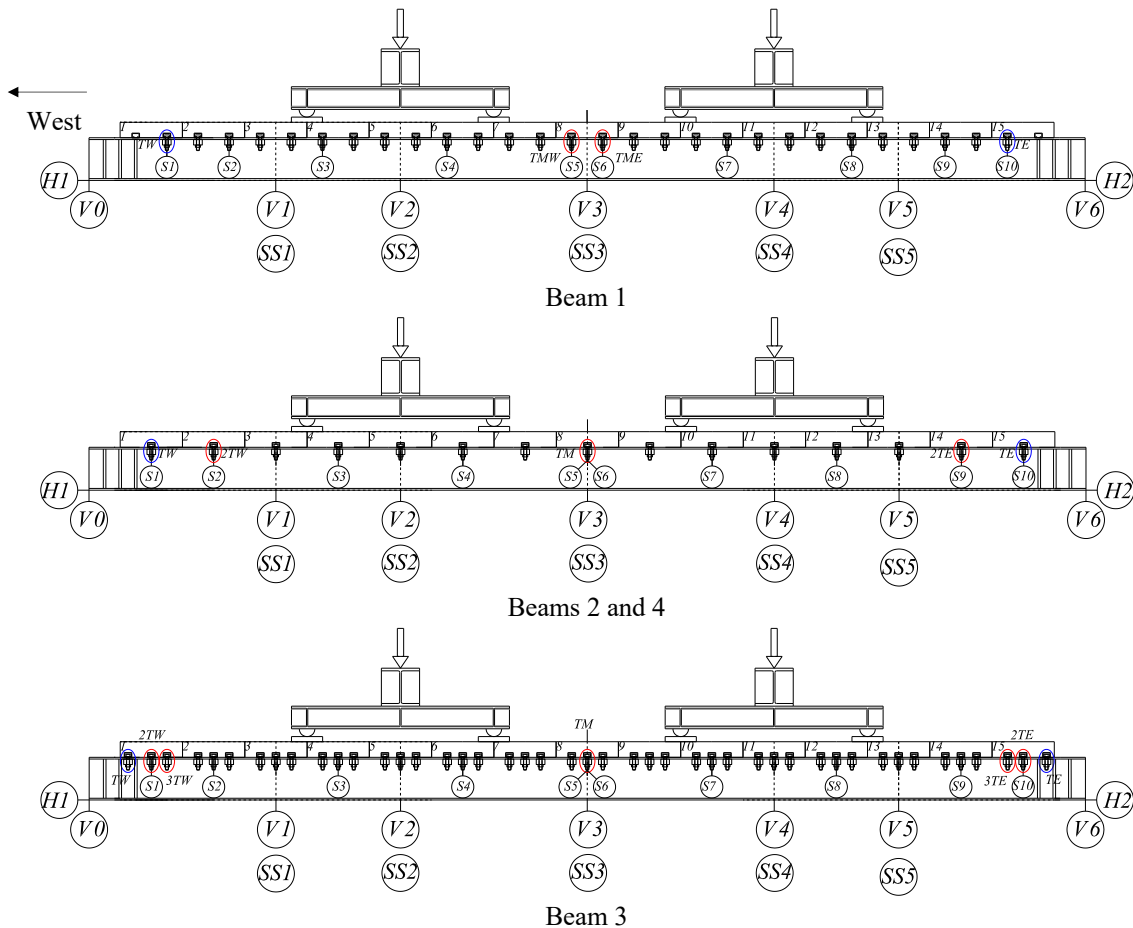 West
1 2 3 4 5 6 7 8 9 10 11 12 13 14 15
TW TMW TME TE
S1 S2 S3 S4 S5 S6 S7 S8 S9 S10
H1 H2
V0 V1 V2 V3 V4 V5 V6
SS1 SS2 SS3 SS4 SS5
Beam 1
1 2 3 4 5 6 7 8 9 10 11 12 13 14 15
TW 2TW TM 2TE TE
S1 S2 S3 S4 S5 S6 S7 S8 S9 S10
H1 H2
V0 V1 V2 V3 V4 V5 V6
SS1 SS2 SS3 SS4 SS5
Beams 2 and 4
2TW TM 2TE
1 2 3 4 5 6 7 8 9 10 11 12 13 14 15
TW 3TW 3TE TE
S1 S2 S3 S4 S5 S6 S7 S8 S9 S10
H1 H2
V0 V1 V2 V3 V4 V5 V6
SS1 SS2 SS3 SS4 SS5
Beam 3